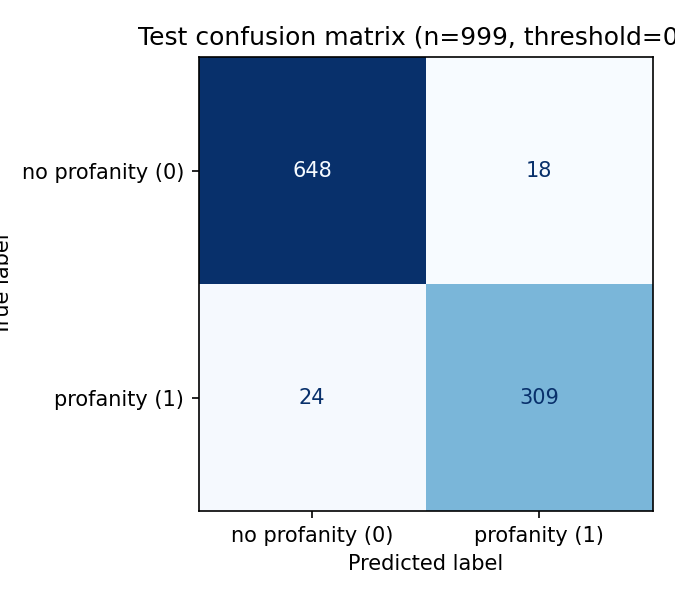 Test confusion matrix (n=999, threshold=0
no profanity (0)
648
18
True label
profanity (1)
24
309
no profanity (0)
profanity (1)
Predicted label